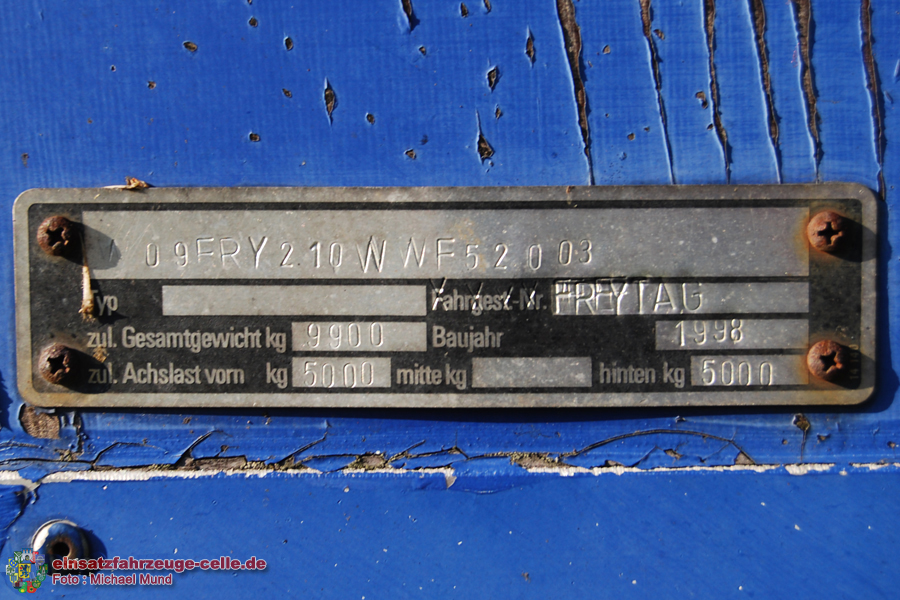 09FRY210WWF52003
Typ Fahrgest.-Nr. FREYTAG
zul. Gesamtgewicht kg 9900 Baujahr 1998
zul. Achslast vorn kg 5000 mitte kg hinten kg 5000
einsatzfahrzeuge-celle.de
Foto : Michael Mund